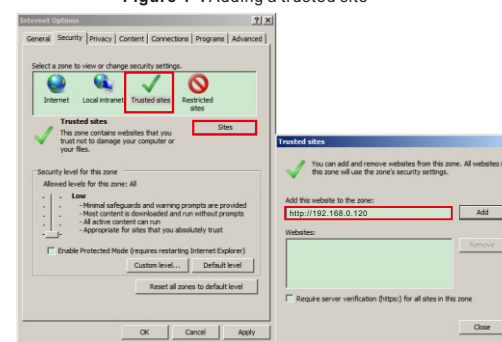 Figure 1-1 Adding a trusted site
Internet Options
General Security Privacy Content Connections Programs Advanced
Select a zone to view or change security settings.
Internet Local intranet Trusted sites Restricted sites
Trusted sites
Sites
This zone contains websites that you
trust not to damage your computer or
your files.
Security level for this zone
Allowed levels for this zone: All
Low
- Minimal safeguards and warning prompts are provided
- Most content is downloaded and run without prompts
- All active content can run
- Appropriate for sites that you absolutely trust
Enable Protected Mode (requires restarting Internet Explorer)
Custom level... Default level
Reset all zones to default level
OK Cancel Apply
Trusted sites
You can add and remove websites from this zone. All websites
this zone will use the zone's security settings.
Add this website to the zone:
http://192.168.0.120 Add
Websites:
Remove
Require server verification (https:) for all sites in this zone
Close